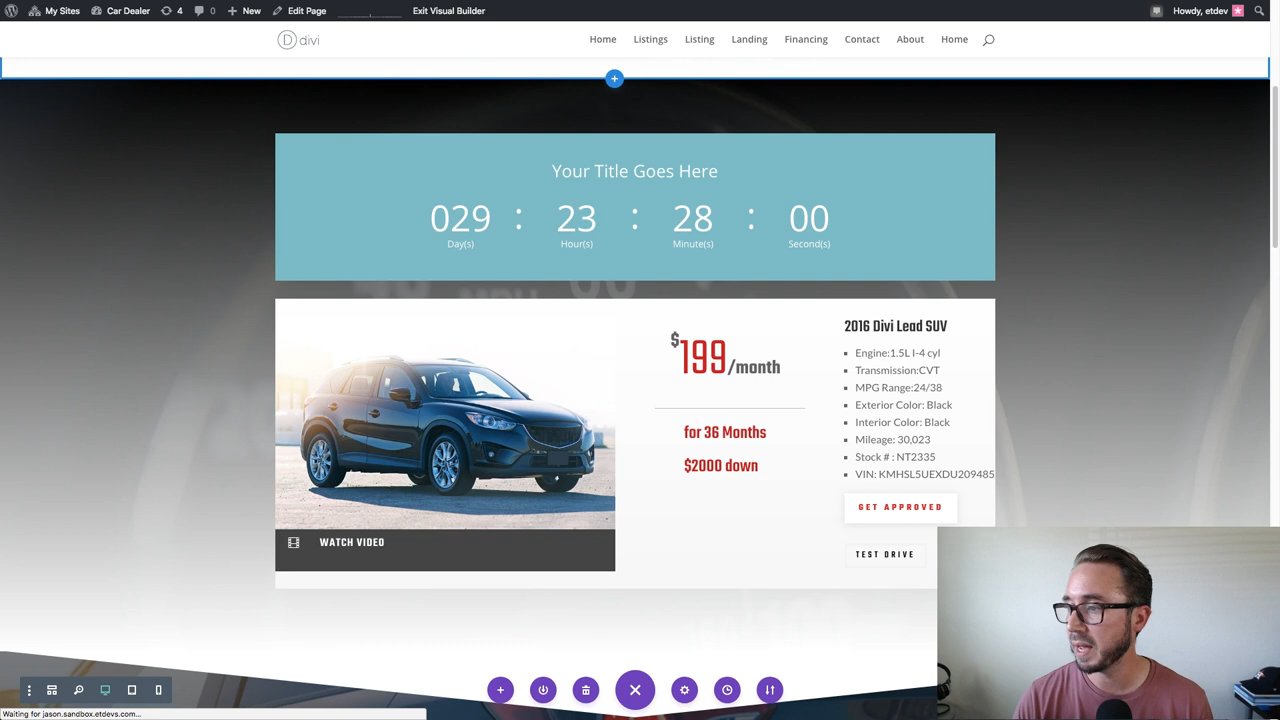 My Sites Car Dealer 4 0 New Edit Page Exit Visual Builder Howdy, etdev
D divi Home Listings Listing Landing Financing Contact About Home
Your Title Goes Here
029 : 23 : 28 : 00
Day(s) Hour(s) Minute(s) Second(s)
$199/month
for 36 Months
$2000 down
WATCH VIDEO
2016 Divi Lead SUV
Engine:1.5L I-4 cyl
Transmission:CVT
MPG Range:24/38
Exterior Color: Black
Interior Color: Black
Mileage: 30,023
Stock # : NT2335
VIN: KMHSL5UEXDU209485
GET APPROVED
TEST DRIVE
Waiting for jason.sandbox.etdevs.com...